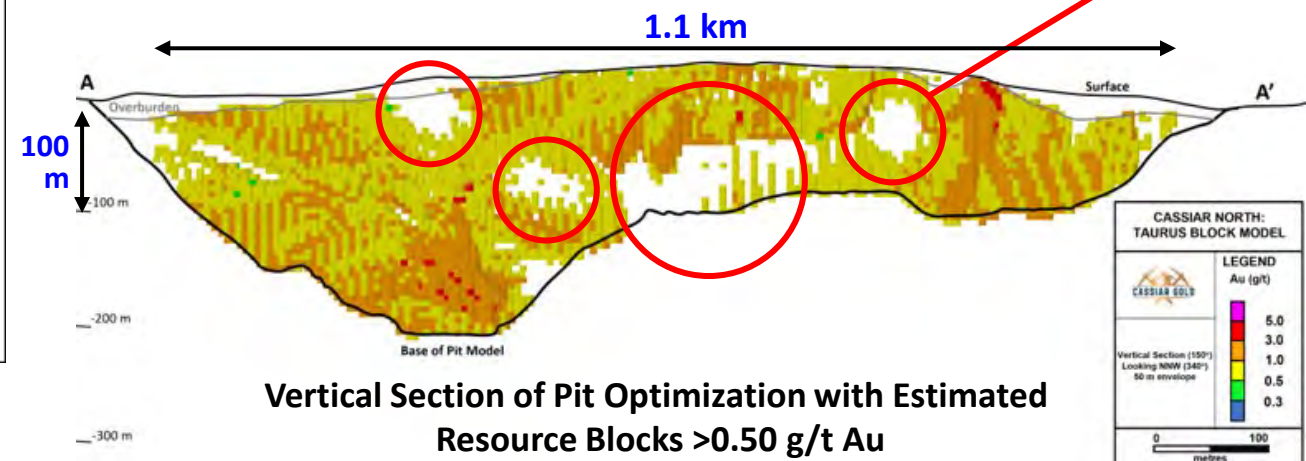 1.1 km
A
Overburden
Surface
A'
100
m
-100 m
-200 m
Base of Pit Model
-300 m
Vertical Section of Pit Optimization with Estimated
Resource Blocks >0.50 g/t Au
CASSIAR NORTH:
TAURUS BLOCK MODEL
CASSIAR GOLD
LEGEND
Au (g/t)
5.0
3.0
1.0
0.5
0.3
Vertical Section (150°)
Looking NNW (340°)
50 m envelope
0 100
metres